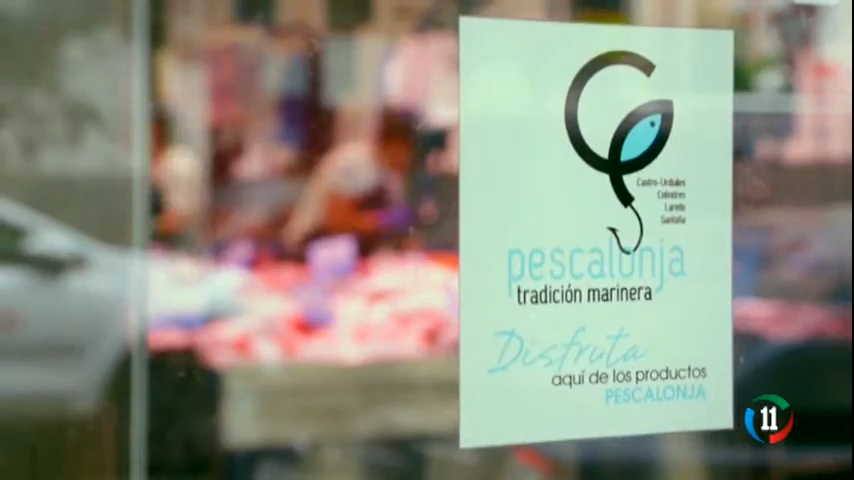 Castro-Urdiales
Colindres
Laredo
Santoña
pescalonja
tradición marinera
Disfruta
aquí de los productos
PESCALONJA
11